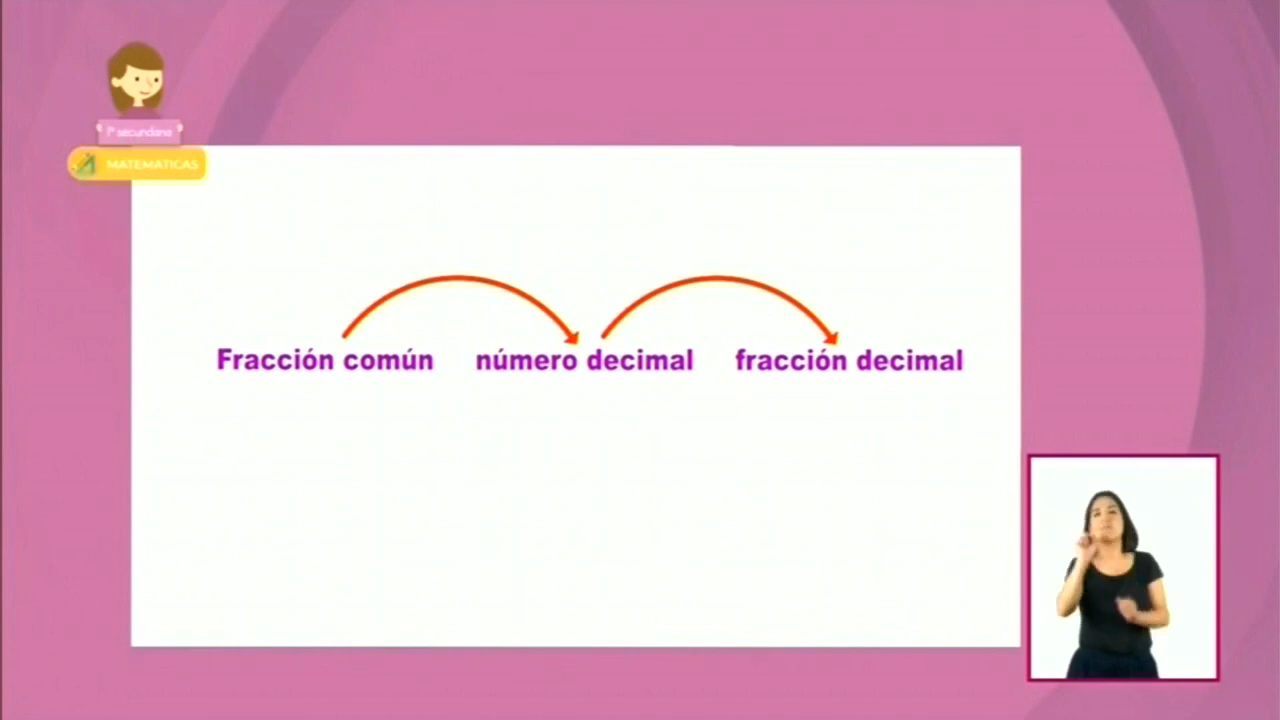 1° secundaria
MATEMÁTICAS
Fracción común número decimal fracción decimal